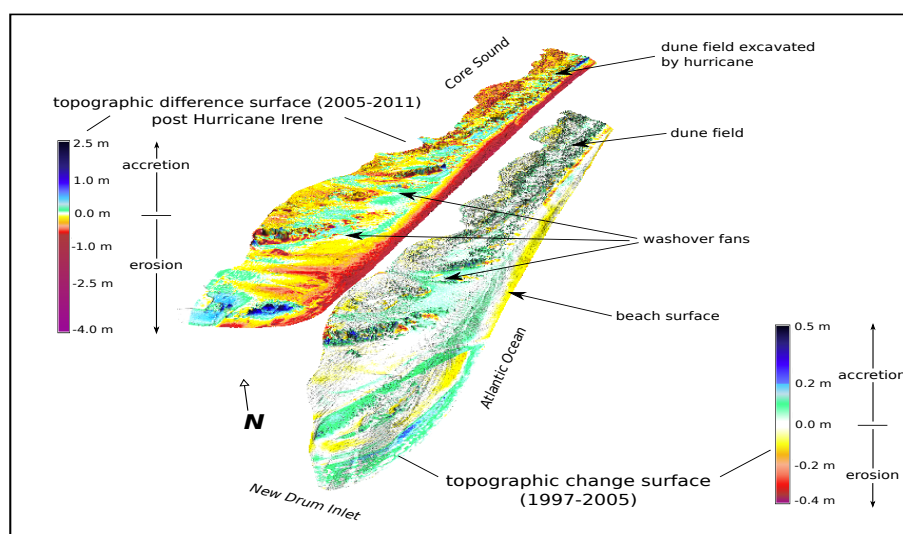 Core Sound
dune field excavated
by hurricane
topographic difference surface (2005-2011)
post Hurricane Irene
2.5 m
1.0 m
0.0 m
-1.0 m
-2.5 m
-4.0 m
accretion
erosion
dune field
washover fans
beach surface
Atlantic Ocean
N
New Drum Inlet
topographic change surface
(1997-2005)
0.5 m
0.2 m
0.0 m
-0.2 m
-0.4 m
accretion
erosion